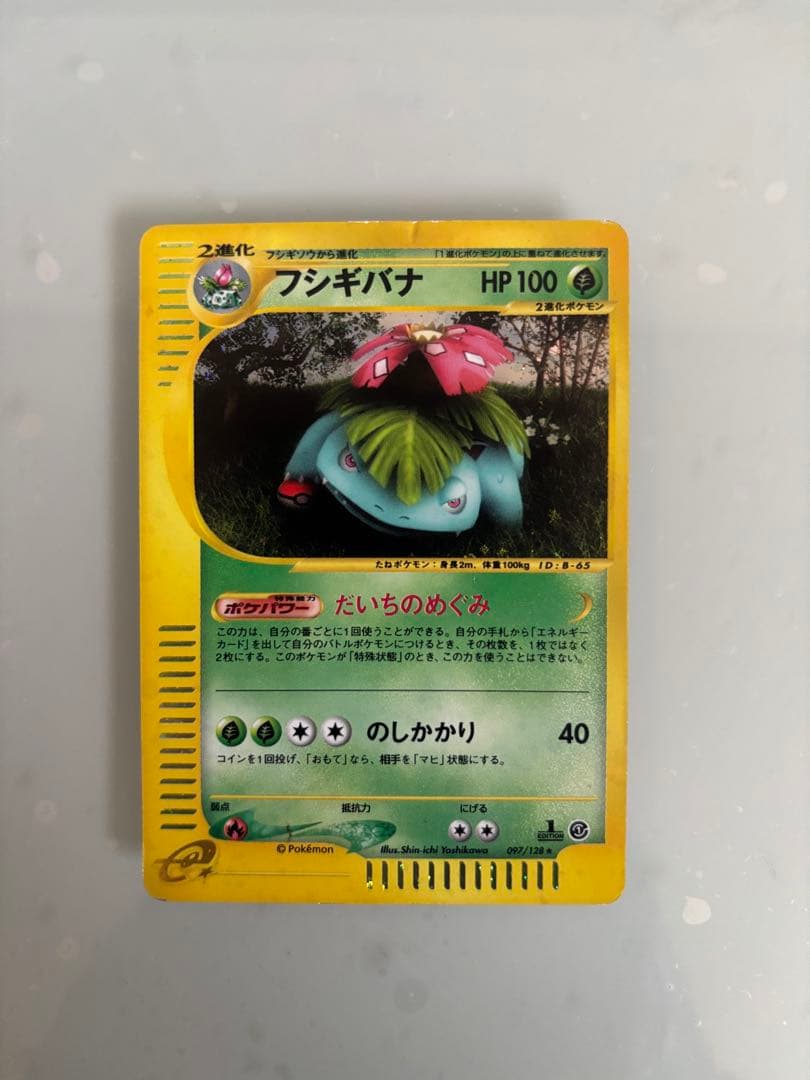 2進化
フシギソウから進化
「1進化ポケモン」の上に重ねて進化させます。
フシギバナ HP100
2進化ポケモン
たねポケモン:身長2m、体重100kg ID:B-65
特殊能力
ポケパワー だいちのめぐみ
この力は、自分の番ごとに1回使うことができる。自分の手札から「エネルギー
カード」を出して自分のバトルポケモンにつけるとき、その枚数を、1枚ではなく
2枚にする。このポケモンが「特殊状態」のとき、この力を使うことはできない。
のしかかり 40
コインを1回投げ、「おもて」なら、相手を「マヒ」状態にする。
弱点 抵抗力 にげる
1
EDITION
©Pokémon Illus.Shin-ichi Yoshikawa 097/128★
e